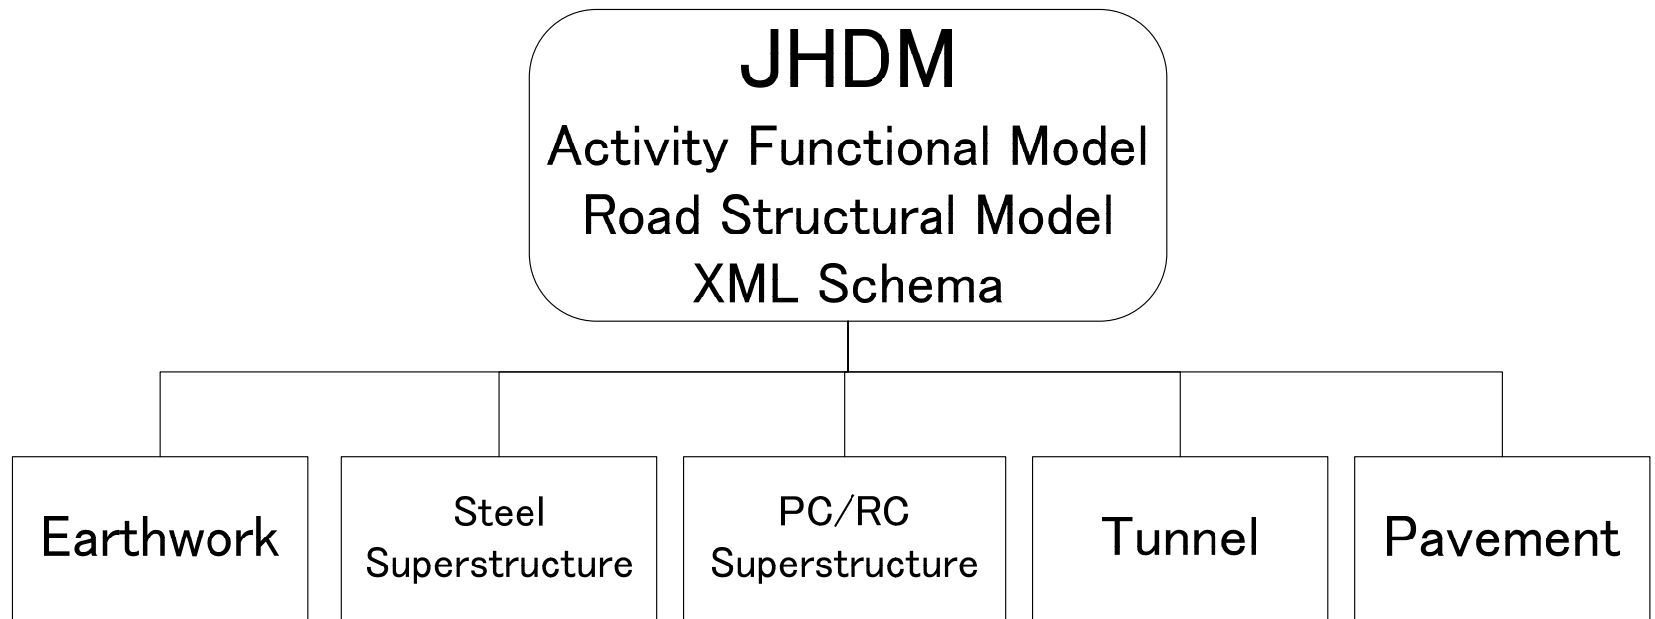 JHDM
Activity Functional Model
Road Structural Model
XML Schema
Earthwork
Steel
Superstructure
PC/RC
Superstructure
Tunnel
Pavement